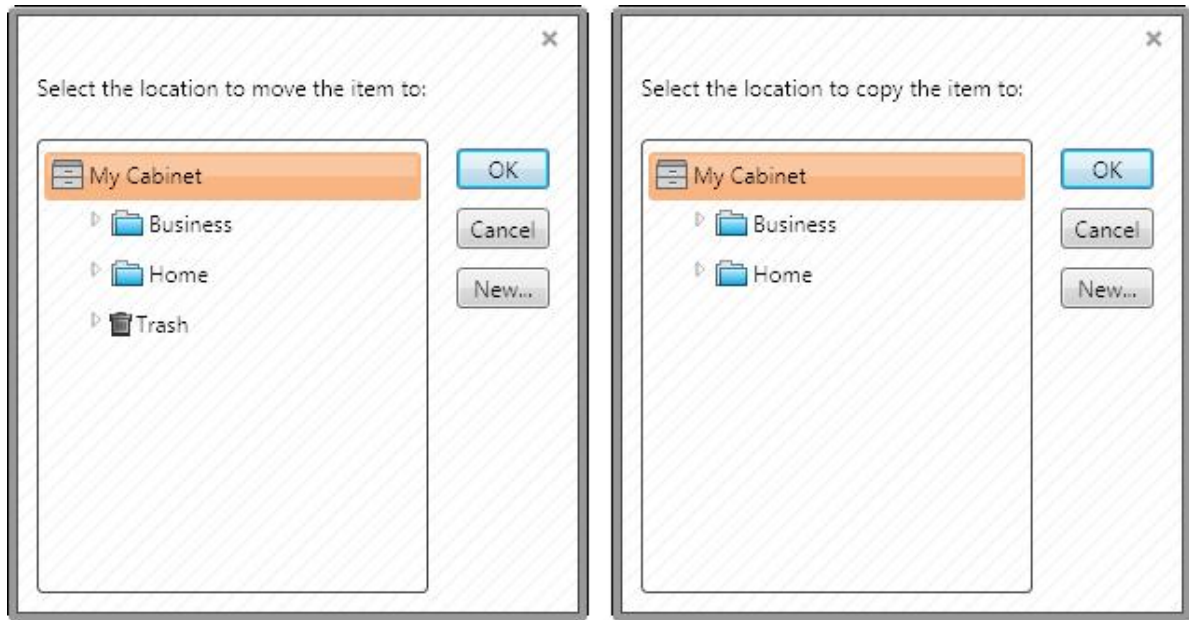 Select the location to move the item to:
My Cabinet
Business
Home
Trash
OK
Cancel
New...
Select the location to copy the item to:
My Cabinet
Business
Home
OK
Cancel
New...